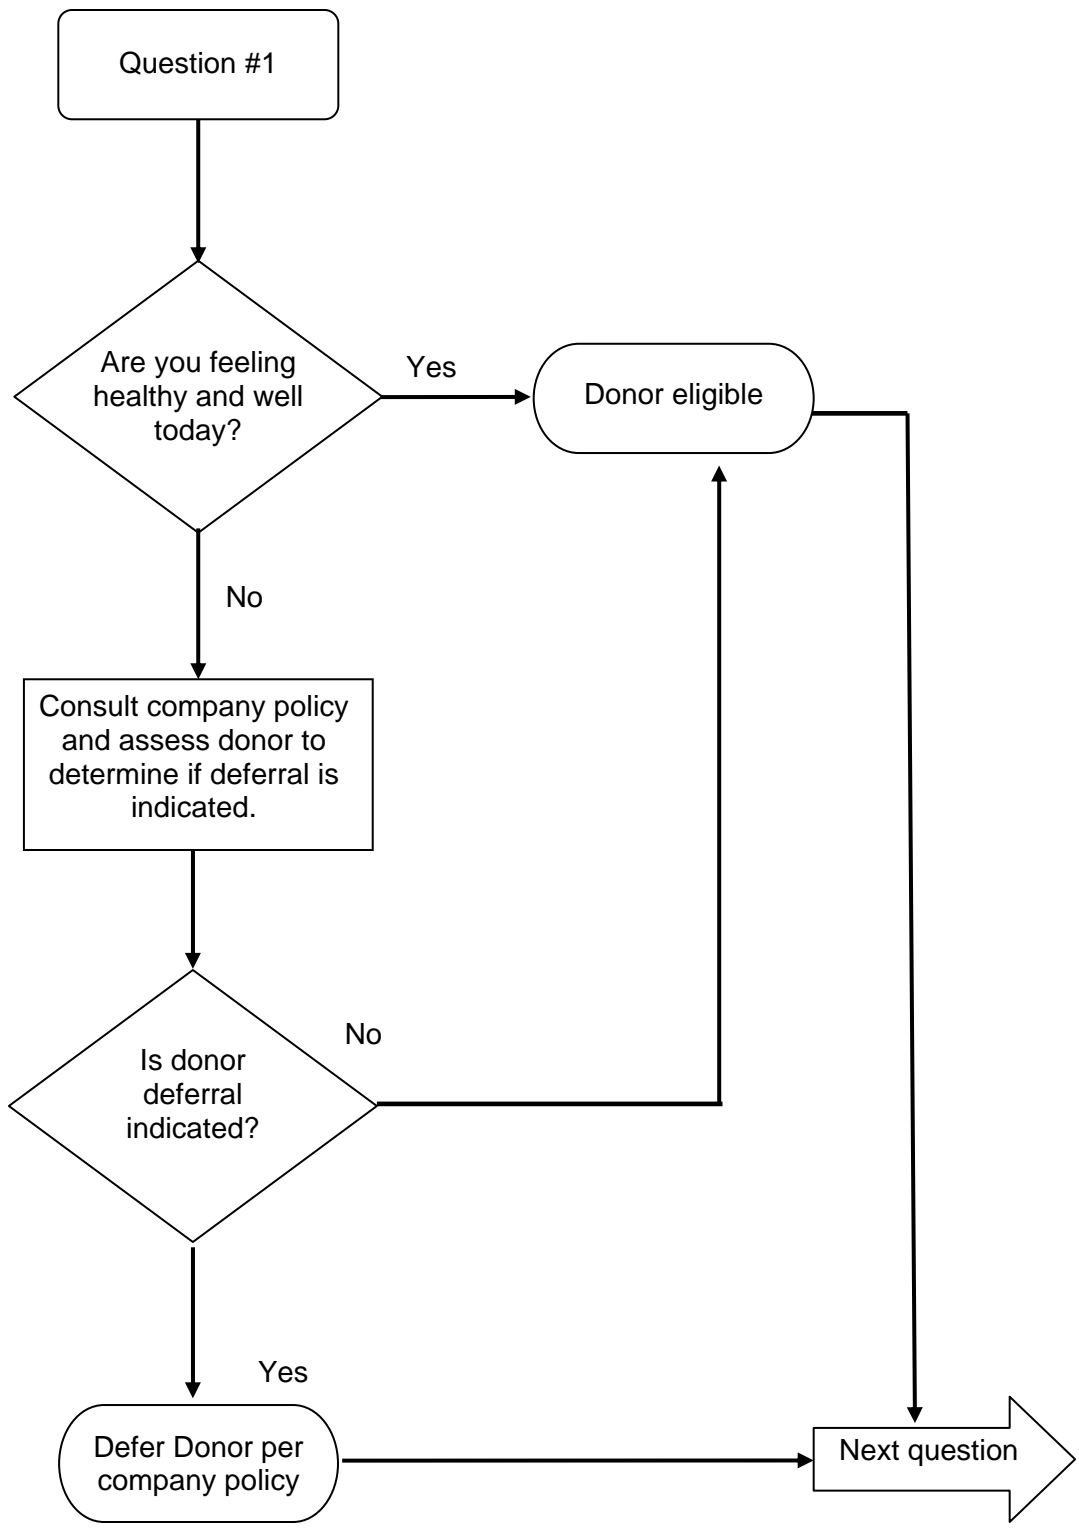 Question #1
Are you feeling
healthy and well
today?
Yes
Donor eligible
No
Consult company policy
and assess donor to
determine if deferral is
indicated.
No
Is donor
deferral
indicated?
Yes
Defer Donor per
company policy
Next question